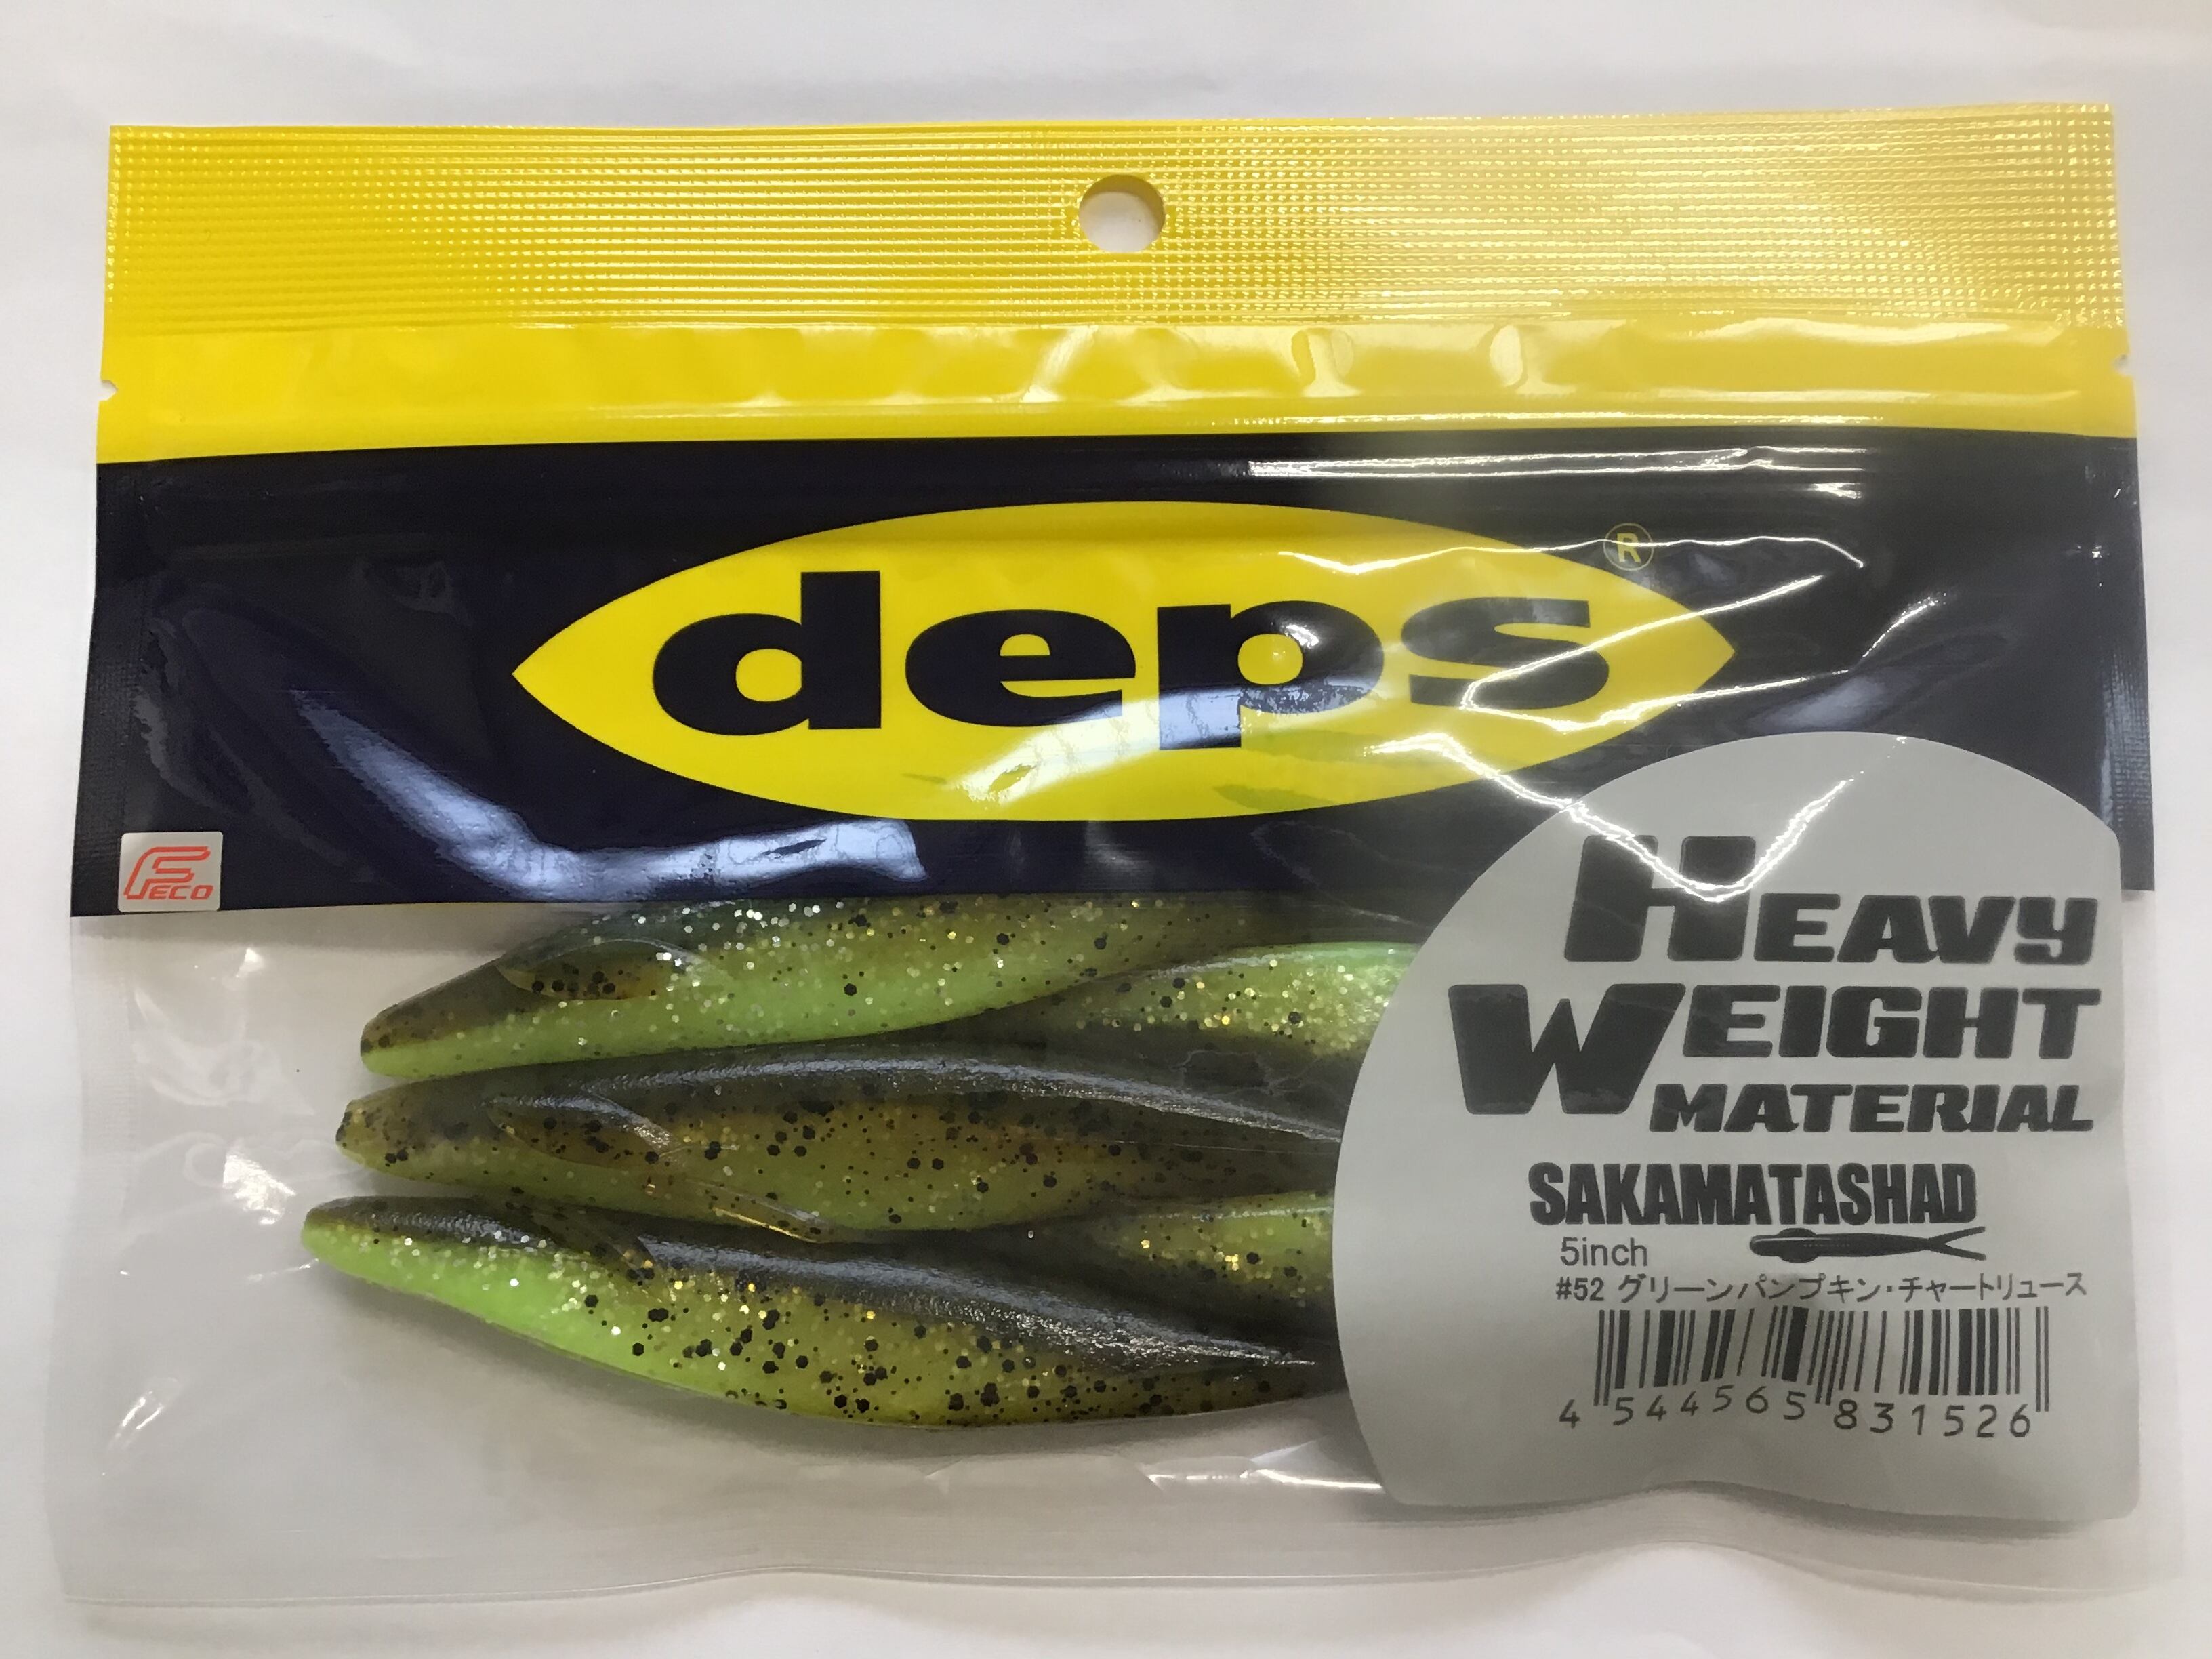 deps
®
FECO
HEAVY
WEIGHT
MATERIAL
SAKAMATASHAD
5inch
#52 グリーンパンプキン・チャートリュース
4 544565 831526